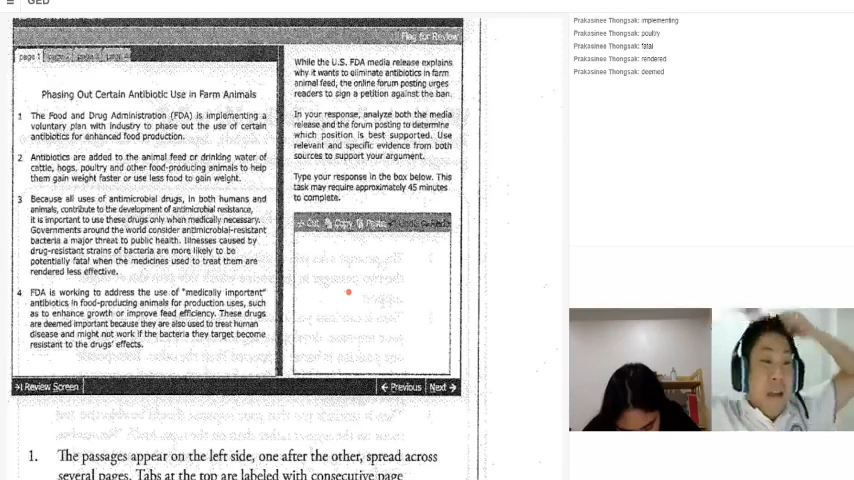 GED
Flag for Review
page 1
Phasing Out Certain Antibiotic Use in Farm Animals
1 The Food and Drug Administration (FDA) is implementing a
voluntary plan with industry to phase out the use of certain
antibiotics for enhanced food production.
2 Antibiotics are added to the animal feed or drinking water of
cattle, hogs, poultry and other food-producing animals to help
them gain weight faster or use less food to gain weight.
3 Because all uses of antimicrobial drugs, in both humans and
animals, contribute to the development of antimicrobial resistance,
it is important to use these drugs only when medically necessary.
Governments around the world consider antimicrobial-resistant
bacteria a major threat to public health. Illnesses caused by
drug-resistant strains of bacteria are more likely to be
potentially fatal when the medicines used to treat them are
rendered less effective.
4 FDA is working to address the use of "medically important"
antibiotics in food-producing animals for production uses, such
as to enhance growth or improve feed efficiency. These drugs
are deemed important because they are also used to treat human
disease and might not work if the bacteria they target become
resistant to the drugs' effects.
While the U.S. FDA media release explains
why it wants to eliminate antibiotics in farm
animal feed, the online forum posting urges
readers to sign a petition against the ban.
In your response, analyze both the media
release and the forum posting to determine
which position is best supported. Use
relevant and specific evidence from both
sources to support your argument.
Type your response in the box below. This
task may require approximately 45 minutes
to complete.
Cut Copy Paste
Review Screen
Previous Next
1. The passages appear on the left side, one after the other, spread across
several pages. Tabs at the top are labeled with consecutive page
Prakasinee Thongsak: implementing
Prakasinee Thongsak: poultry
Prakasinee Thongsak: fatal
Prakasinee Thongsak: rendered
Prakasinee Thongsak: deemed